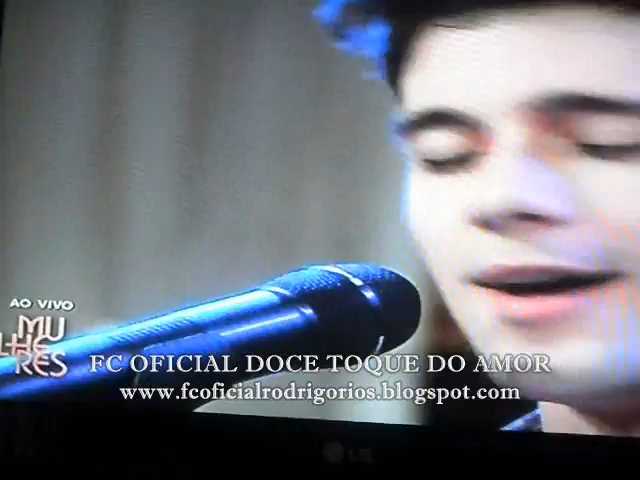 AO VIVO
MU
LHE
RES
FC OFICIAL DOCE TOQUE DO AMOR
www.fcoficialrodrigorios.blogspot.com
LG